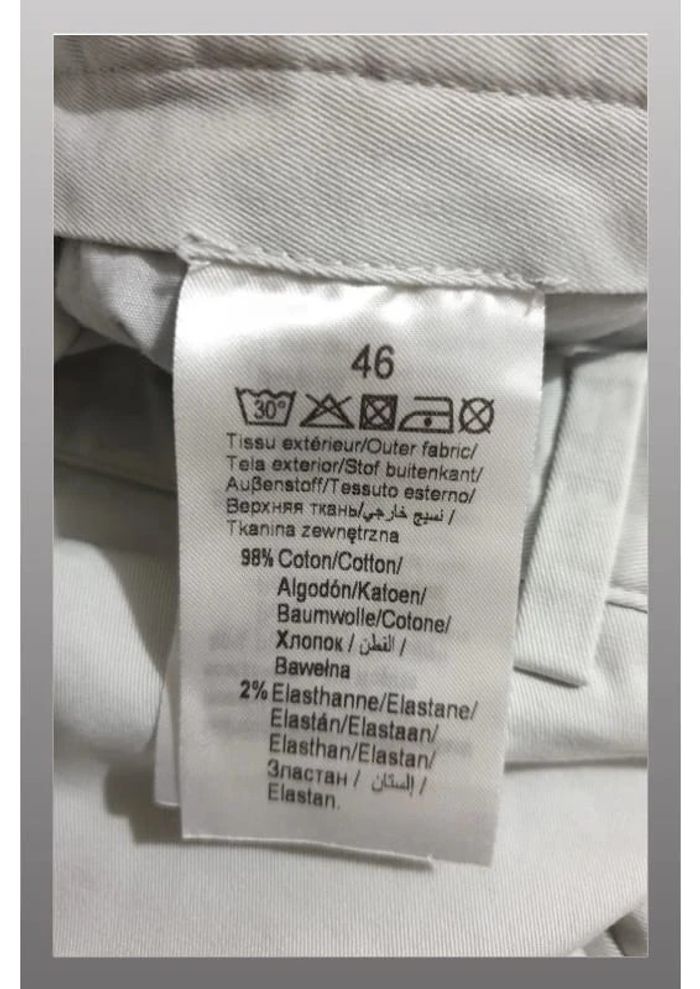 46
30°
Tissu extérieur/Outer fabric/
Tela exterior/Stof buitenkant/
Außenstoff/Tessuto esterno/
Верхняя ткань/نسيج خارجي /
Tkanina zewnętrzna
98% Coton/Cotton/
Algodón/Katoen/
Baumwolle/Cotone/
Хлопок / القطن /
Bawełna
2% Elasthanne/Elastane/
Elastán/Elastaan/
Elasthan/Elastan/
Эластан / إلستان /
Elastan.